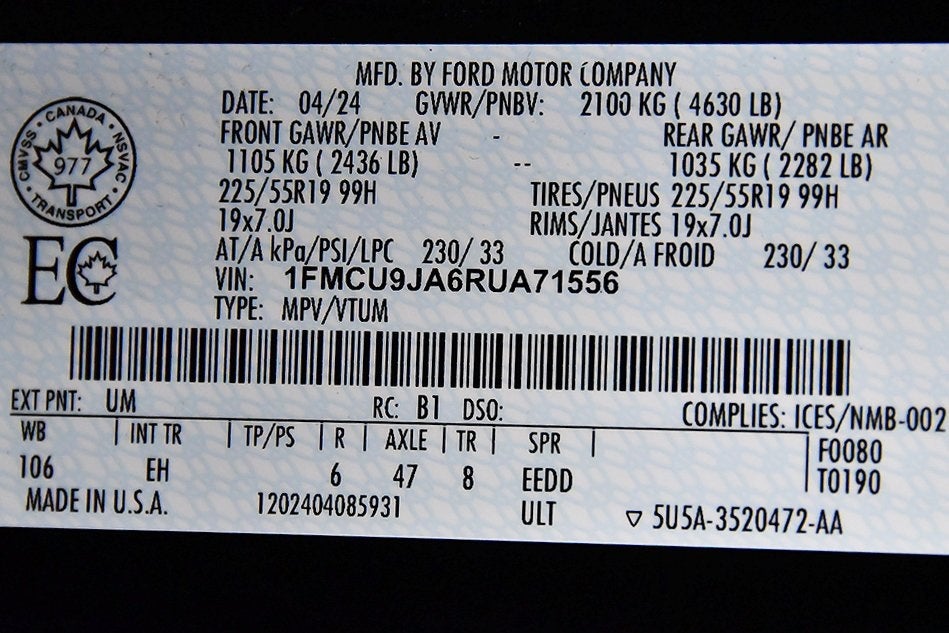 MFD. BY FORD MOTOR COMPANY
DATE: 04/24 GVWR/PNBV: 2100 KG ( 4630 LB)
FRONT GAWR/PNBE AV - REAR GAWR/ PNBE AR
1105 KG ( 2436 LB) -- 1035 KG ( 2282 LB)
225/55R19 99H TIRES/PNEUS 225/55R19 99H
19x7.0J RIMS/JANTES 19x7.0J
AT/A kPa/PSI/LPC 230/ 33 COLD/A FROID 230/ 33
VIN: 1FMCU9JA6RUA71556
TYPE: MPV/VTUM
CMVSS • CANADA • NSVAC • TRANSPORT •
977
EC
EXT PNT: UM RC: B1 DSO: COMPLIES: ICES/NMB-002
WB | INT TR | TP/PS | R | AXLE | TR | SPR | F0080
106 EH 6 47 8 EEDD T0190
MADE IN U.S.A. 1202404085931 ULT ▽ 5U5A-3520472-AA